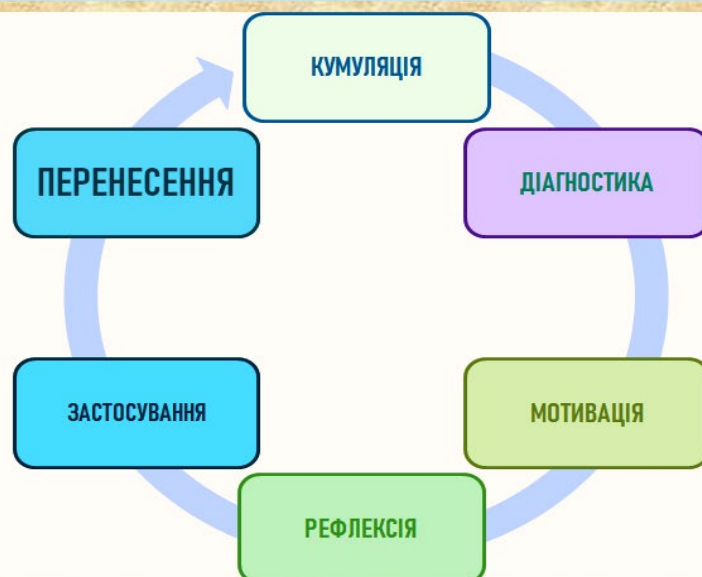 КУМУЛЯЦІЯ
ДІАГНОСТИКА
МОТИВАЦІЯ
РЕФЛЕКСІЯ
ЗАСТОСУВАННЯ
ПЕРЕНЕСЕННЯ